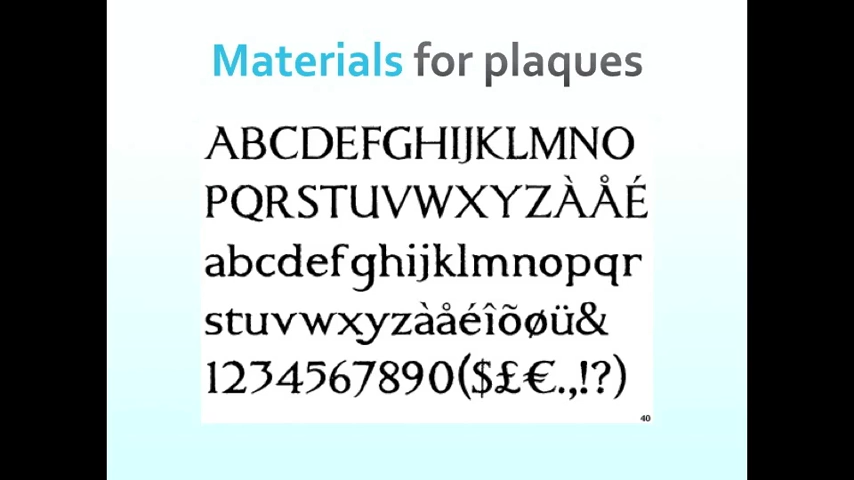 Materials for plaques
ABCDEFGHIJKLMNO
PQRSTUVWXYZÀÅÉ
abcdefghijklmnopqr
stuvwxyzàåéîõøü&
1234567890($£€.,!?)
40